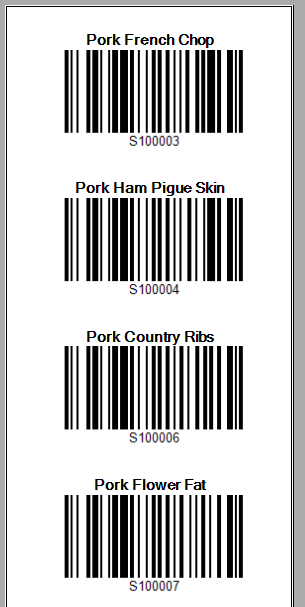 Pork French Chop
S100003
Pork Ham Pigue Skin
S100004
Pork Country Ribs
S100006
Pork Flower Fat
S100007